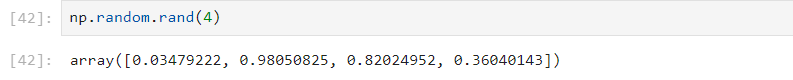 [42]: np.random.rand(4)
[42]: array([0.03479222, 0.98050825, 0.82024952, 0.36040143])